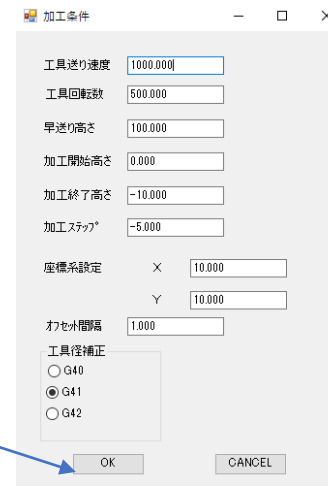 加工条件
工具送り速度 1000.000
工具回転数 500.000
早送り高さ 100.000
加工開始高さ 0.000
加工終了高さ -10.000
加工ステップ -5.000
座標系設定 X 10.000
Y 10.000
オフセット間隔 1.000
工具径補正
G40
G41
G42
OK CANCEL